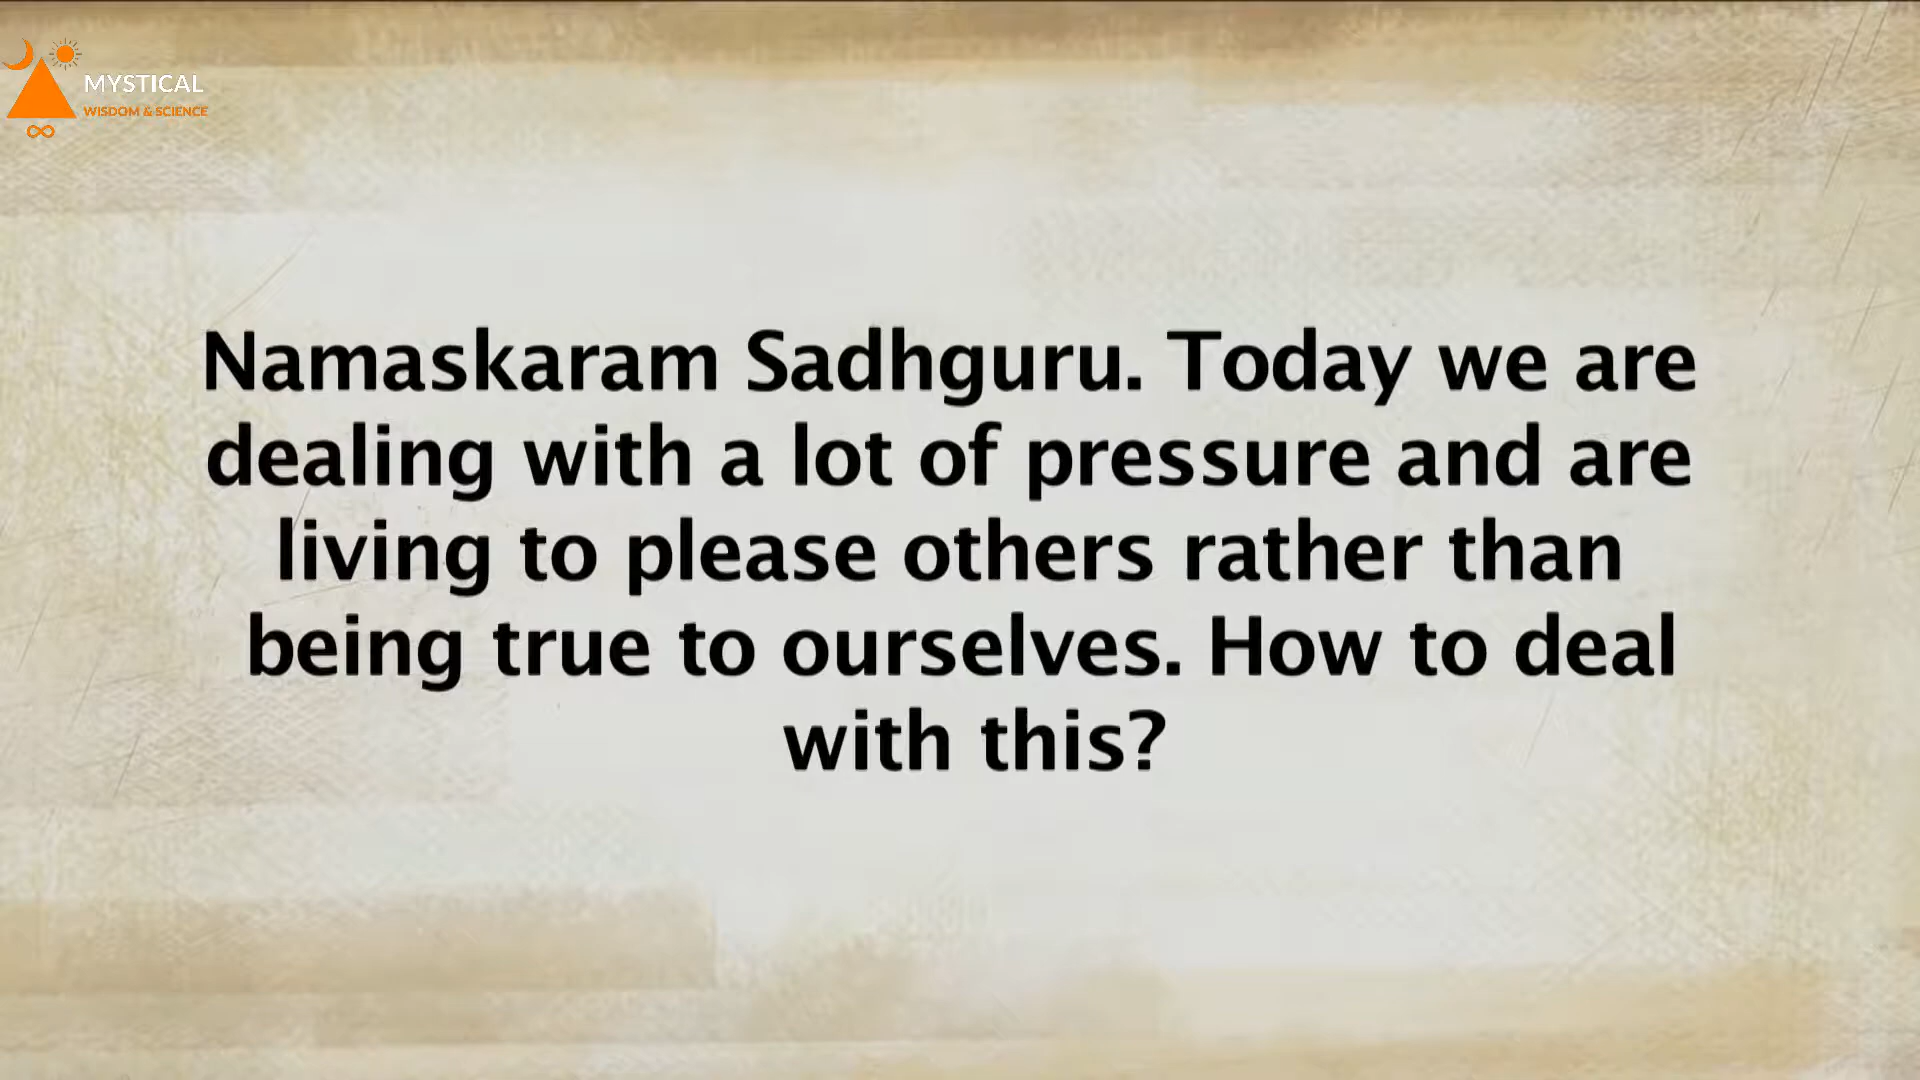 MYSTICAL
WISDOM & SCIENCE
Namaskaram Sadhguru. Today we are
dealing with a lot of pressure and are
living to please others rather than
being true to ourselves. How to deal
with this?